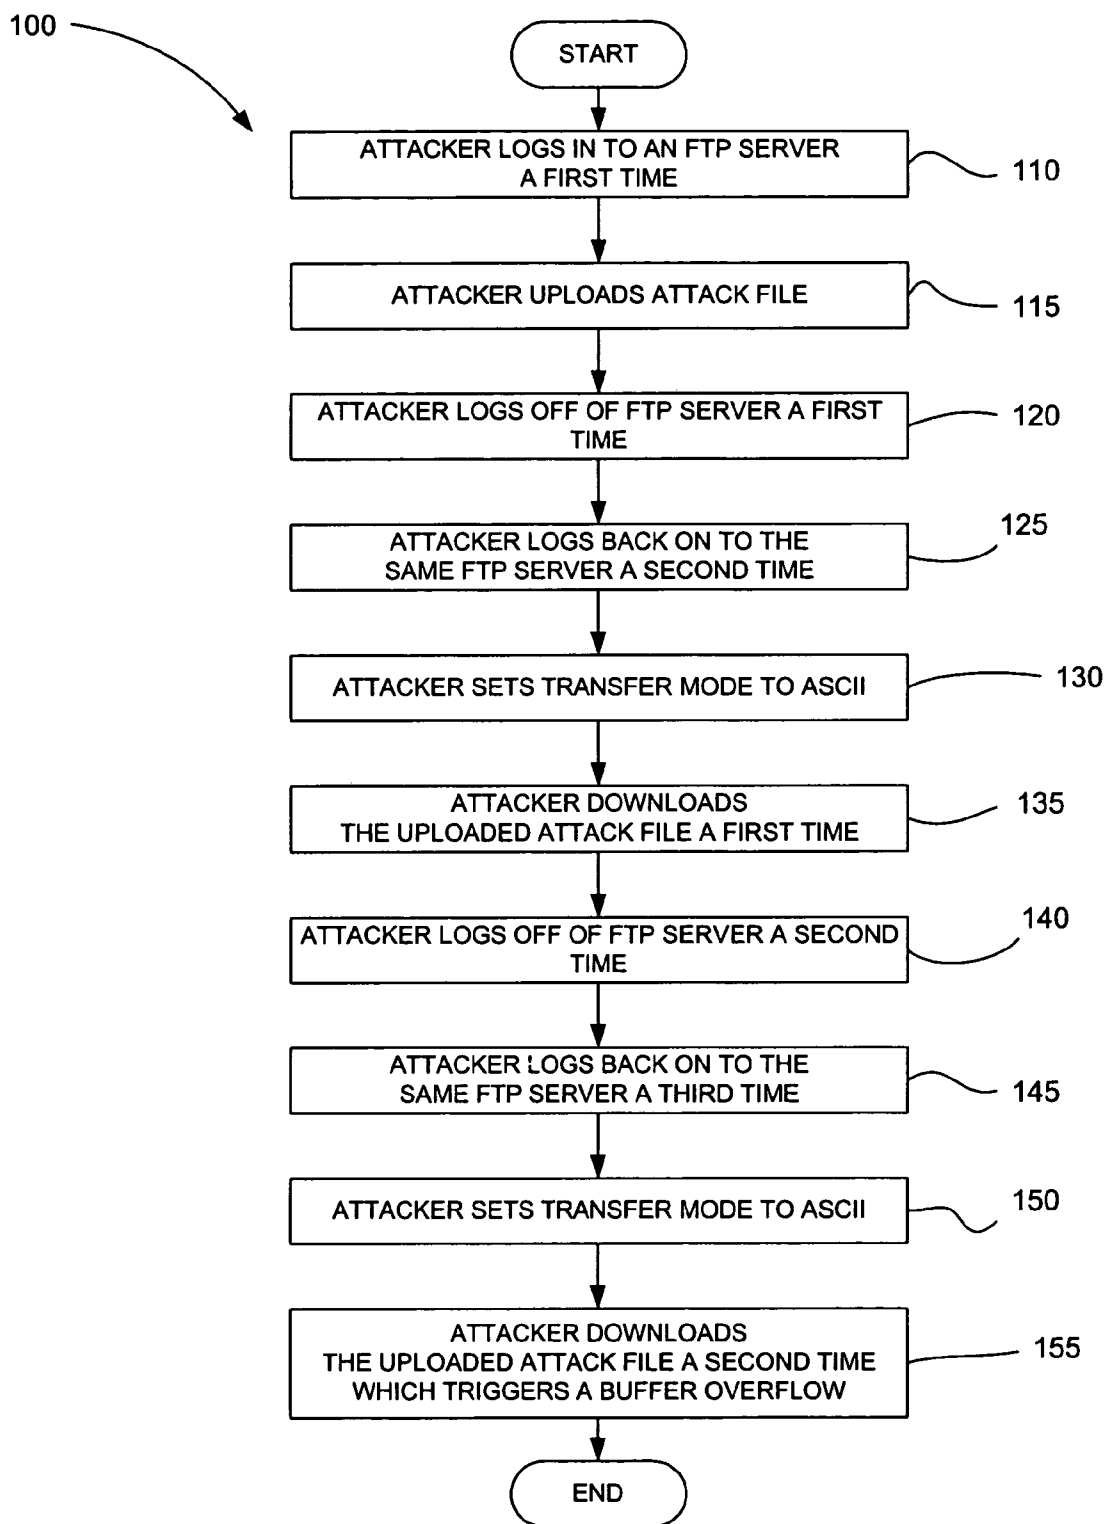 100
START
ATTACKER LOGS IN TO AN FTP SERVER
A FIRST TIME
110
ATTACKER UPLOADS ATTACK FILE
115
ATTACKER LOGS OFF OF FTP SERVER A FIRST
TIME
120
ATTACKER LOGS BACK ON TO THE
SAME FTP SERVER A SECOND TIME
125
ATTACKER SETS TRANSFER MODE TO ASCII
130
ATTACKER DOWNLOADS
THE UPLOADED ATTACK FILE A FIRST TIME
135
ATTACKER LOGS OFF OF FTP SERVER A SECOND
TIME
140
ATTACKER LOGS BACK ON TO THE
SAME FTP SERVER A THIRD TIME
145
ATTACKER SETS TRANSFER MODE TO ASCII
150
ATTACKER DOWNLOADS
THE UPLOADED ATTACK FILE A SECOND TIME
WHICH TRIGGERS A BUFFER OVERFLOW
155
END